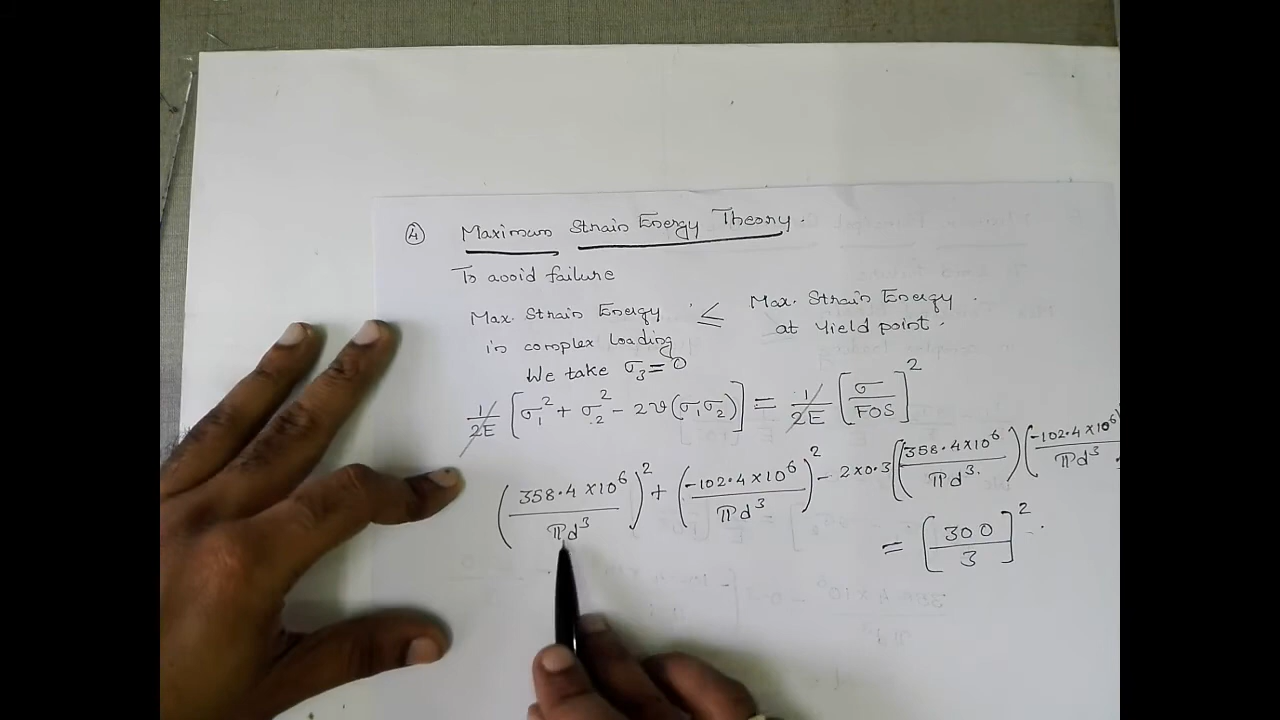 ④ Maximum Strain Energy Theory.
To avoid failure
Max. Strain Energy in complex loading ≤ Max. Strain Energy at yield point.
We take σ₃ = 0
1/2E [σ₁² + σ₂² - 2ν(σ₁σ₂)] = 1/2E [σ/FOS]²
(358.4×10⁶/πd³)² + (-102.4×10⁶/πd³)² - 2×0.3((358.4×10⁶/πd³)(-102.4×10⁶/πd³
= [300/3]².